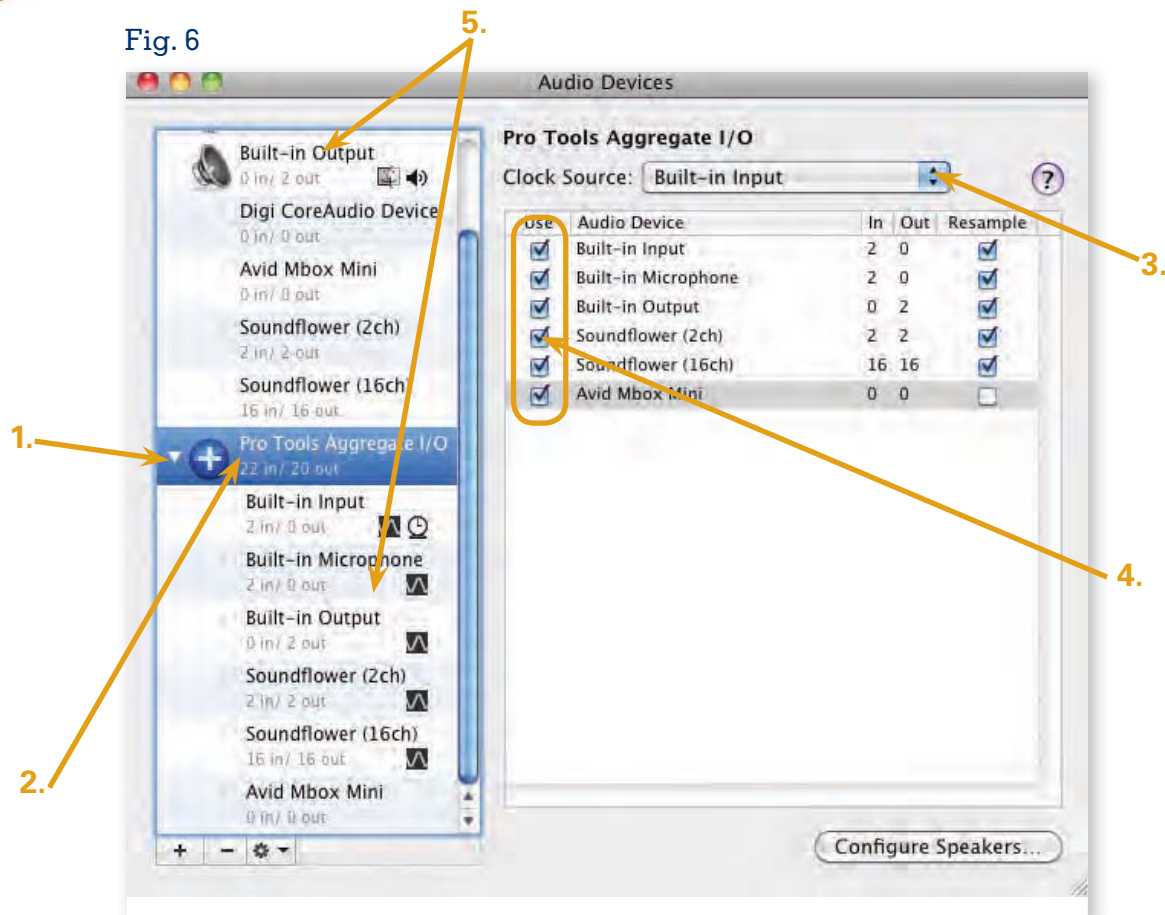 Fig. 6
5.
Audio Devices
Built-in Output
0 in/ 2 out
Digi CoreAudio Device
0 in/ 0 out
Avid Mbox Mini
0 in/ 0 out
Soundflower (2ch)
2 in/ 2 out
Soundflower (16ch)
16 in/ 16 out
1.
Pro Tools Aggregate I/O
22 in/ 20 out
Built-in Input
2 in/ 0 out
Built-in Microphone
2 in/ 0 out
Built-in Output
0 in/ 2 out
Soundflower (2ch)
2 in/ 2 out
Soundflower (16ch)
16 in/ 16 out
2.
Avid Mbox Mini
0 in/ 0 out
+ −
Pro Tools Aggregate I/O
Clock Source: Built-in Input
?
3.
Use Audio Device In Out Resample
Built-in Input 2 0
Built-in Microphone 2 0
Built-in Output 0 2
Soundflower (2ch) 2 2
Soundflower (16ch) 16 16
Avid Mbox Mini 0 0
4.
Configure Speakers...